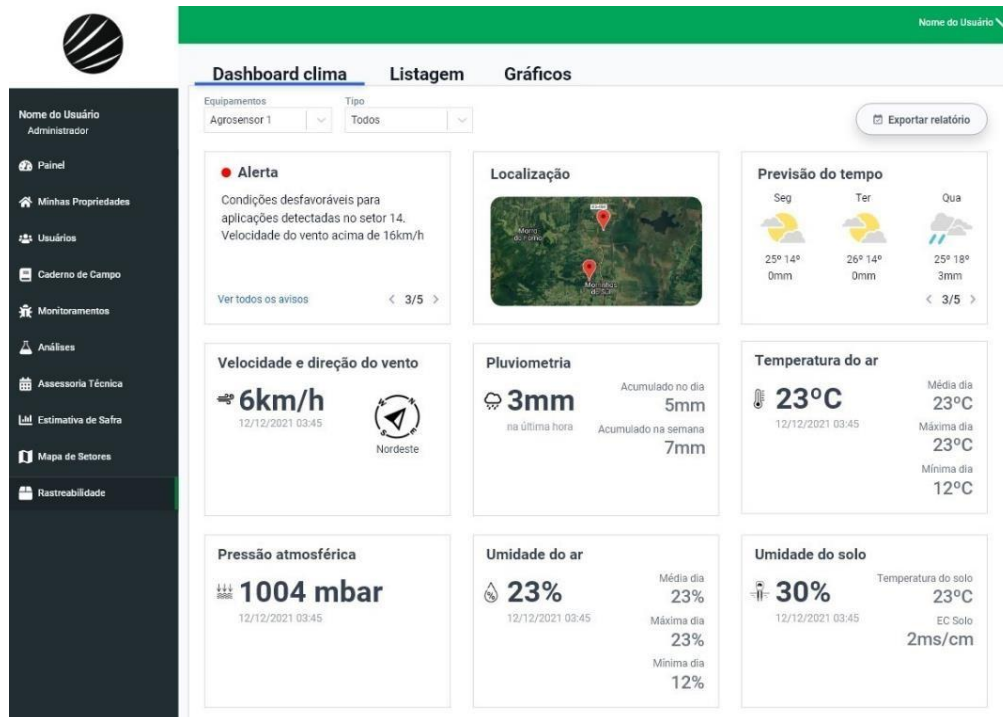 Nome do Usuário
Nome do Usuário
Administrador
Painel
Minhas Propriedades
Usuários
Caderno de Campo
Monitoramentos
Análises
Assessoria Técnica
Estimativa de Safra
Mapa de Setores
Rastreabilidade
Dashboard clima
Listagem
Gráficos
Equipamentos
Agrosensor 1
Tipo
Todos
Exportar relatório
Alerta
Condições desfavoráveis para
aplicações detectadas no setor 14.
Velocidade do vento acima de 16km/h
Ver todos os avisos
3/5
Localização
Previsão do tempo
Seg Ter Qua
25º 14º 26º 14º 25º 18º
0mm 0mm 3mm
3/5
Velocidade e direção do vento
6km/h
12/12/2021 03:45
Nordeste
Pluviometria
3mm
na última hora
Acumulado no dia
5mm
Acumulado na semana
7mm
Temperatura do ar
23ºC
12/12/2021 03:45
Média dia
23ºC
Máxima dia
23ºC
Mínima dia
12ºC
Pressão atmosférica
1004 mbar
12/12/2021 03:45
Umidade do ar
23%
12/12/2021 03:45
Média dia
23%
Máxima dia
23%
Mínima dia
12%
Umidade do solo
30%
12/12/2021 03:45
Temperatura do solo
23ºC
EC Solo
2ms/cm